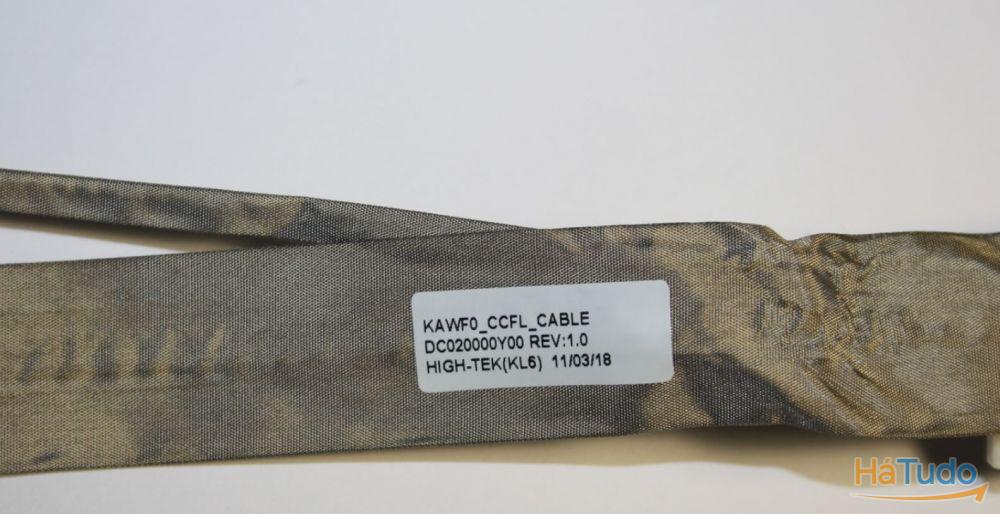 KAWF0_CCFL_CABLE
DC020000Y00 REV:1.0
HIGH-TEK(KL6) 11/03/18
HáTudo